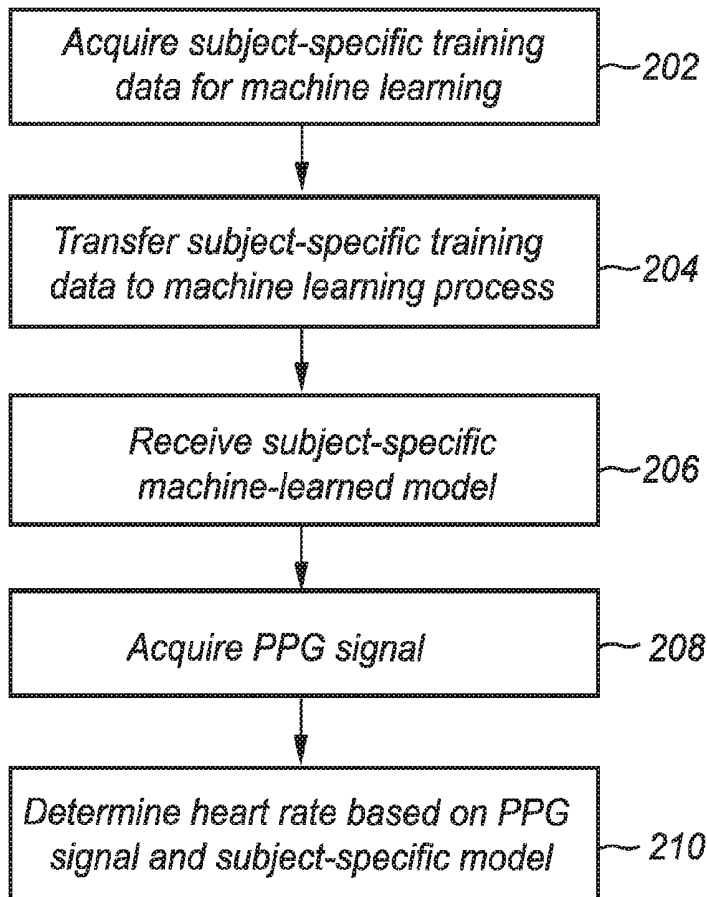 Acquire subject-specific training
data for machine learning
202
Transfer subject-specific training
data to machine learning process
204
Receive subject-specific
machine-learned model
206
Acquire PPG signal
208
Determine heart rate based on PPG
signal and subject-specific model
210